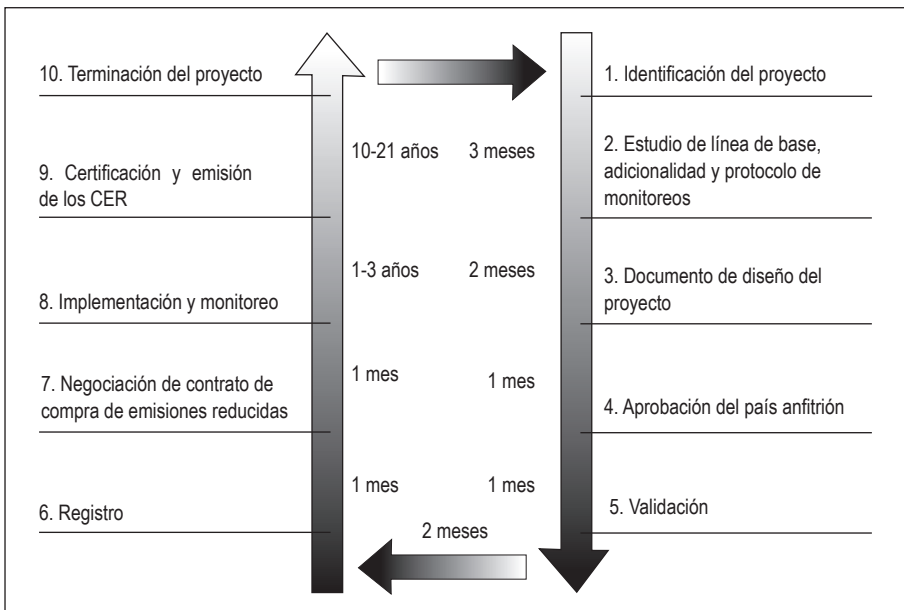 1. Identificación del proyecto
3 meses
2. Estudio de línea de base,
adicionalidad y protocolo de
monitoreos
2 meses
3. Documento de diseño del
proyecto
1 mes
4. Aprobación del país anfitrión
1 mes
5. Validación
2 meses
6. Registro
1 mes
7. Negociación de contrato de
compra de emisiones reducidas
1 mes
8. Implementación y monitoreo
1-3 años
9. Certificación y emisión
de los CER
10-21 años
10. Terminación del proyecto